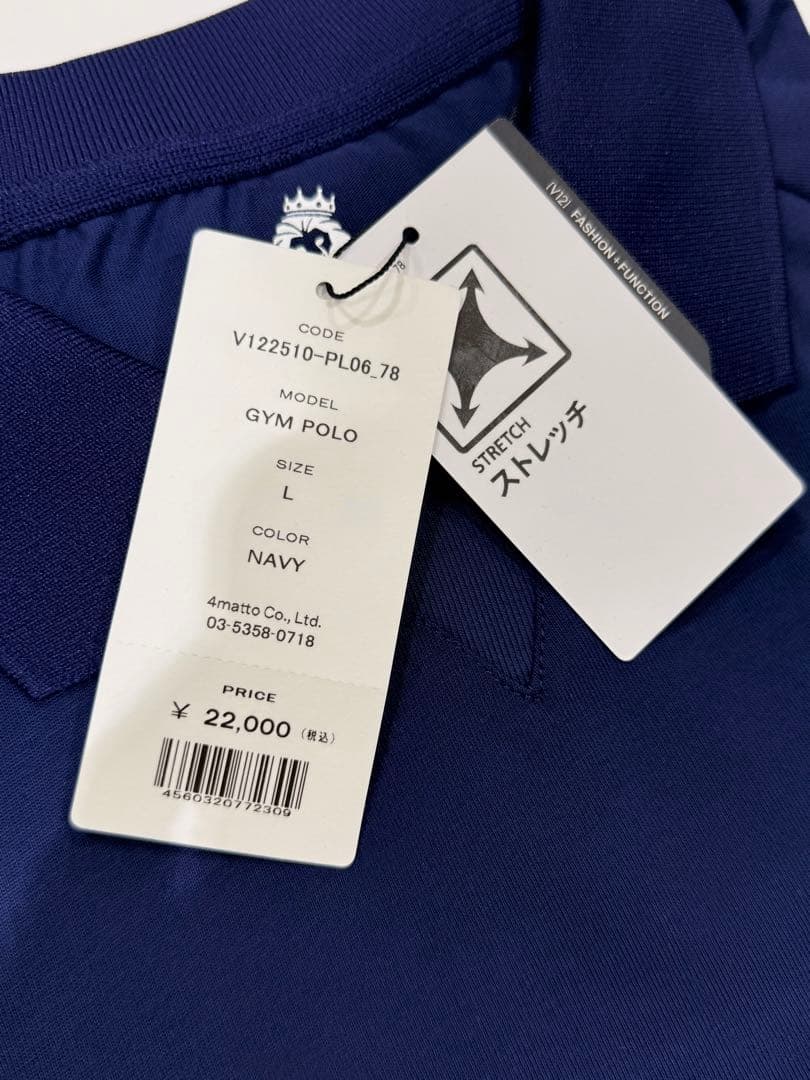 CODE
V122510-PL06_78
MODEL
GYM POLO
SIZE
L
COLOR
NAVY
4matto Co., Ltd.
03-5358-0718
PRICE
¥ 22,000 (税込)
4560320772309
78
[V12] FASHION+FUNCTION
STRETCH
ストレッチ